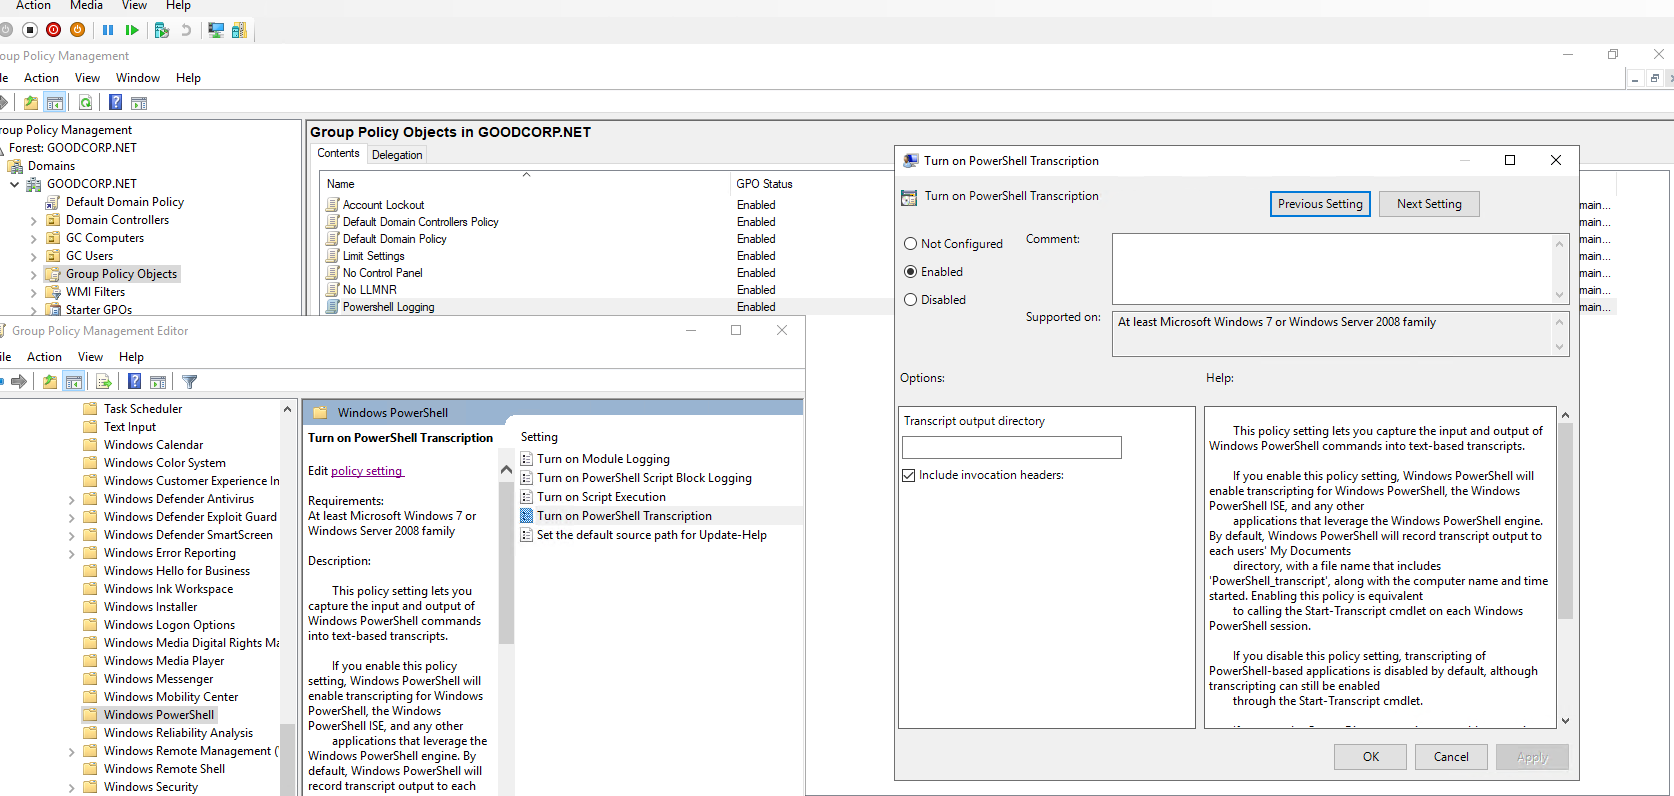 Action Media View Help
oup Policy Management
le Action View Window Help
roup Policy Management
Forest: GOODCORP.NET
Domains
GOODCORP.NET
Default Domain Policy
Domain Controllers
GC Computers
GC Users
Group Policy Objects
WMI Filters
Starter GPOs
Group Policy Objects in GOODCORP.NET
Contents Delegation
Name GPO Status
Account Lockout Enabled
Default Domain Controllers Policy Enabled
Default Domain Policy Enabled
Limit Settings Enabled
No Control Panel Enabled
No LLMNR Enabled
Powershell Logging Enabled
main...
main...
main...
main...
main...
main...
main...
Group Policy Management Editor
ile Action View Help
Task Scheduler
Text Input
Windows Calendar
Windows Color System
Windows Customer Experience In
Windows Defender Antivirus
Windows Defender Exploit Guard
Windows Defender SmartScreen
Windows Error Reporting
Windows Hello for Business
Windows Ink Workspace
Windows Installer
Windows Logon Options
Windows Media Digital Rights Ma
Windows Media Player
Windows Messenger
Windows Mobility Center
Windows PowerShell
Windows Reliability Analysis
Windows Remote Management (
Windows Remote Shell
Windows Security
Windows PowerShell
Turn on PowerShell Transcription
Edit policy setting
Requirements:
At least Microsoft Windows 7 or
Windows Server 2008 family
Description:
This policy setting lets you
capture the input and output of
Windows PowerShell commands
into text-based transcripts.
If you enable this policy
setting, Windows PowerShell will
enable transcripting for Windows
PowerShell, the Windows
PowerShell ISE, and any other
applications that leverage the
Windows PowerShell engine. By
default, Windows PowerShell will
record transcript output to each
Setting
Turn on Module Logging
Turn on PowerShell Script Block Logging
Turn on Script Execution
Turn on PowerShell Transcription
Set the default source path for Update-Help
Turn on PowerShell Transcription
Turn on PowerShell Transcription
Previous Setting Next Setting
Not Configured
Enabled
Disabled
Comment:
Supported on:
At least Microsoft Windows 7 or Windows Server 2008 family
Options:
Help:
Transcript output directory
Include invocation headers:
This policy setting lets you capture the input and output of
Windows PowerShell commands into text-based transcripts.
If you enable this policy setting, Windows PowerShell will
enable transcripting for Windows PowerShell, the Windows
PowerShell ISE, and any other
applications that leverage the Windows PowerShell engine.
By default, Windows PowerShell will record transcript output to
each users' My Documents
directory, with a file name that includes
'PowerShell_transcript', along with the computer name and time
started. Enabling this policy is equivalent
to calling the Start-Transcript cmdlet on each Windows
PowerShell session.
If you disable this policy setting, transcripting of
PowerShell-based applications is disabled by default, although
transcripting can still be enabled
through the Start-Transcript cmdlet.
OK Cancel Apply